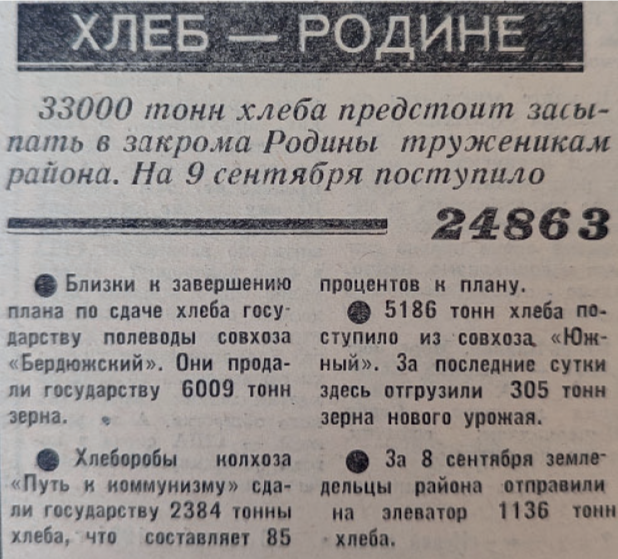 ХЛЕБ — РОДИНЕ
33000 тонн хлеба предстоит засы-
пать в закрома Родины труженикам
района. На 9 сентября поступило
24863
● Близки к завершению
плана по сдаче хлеба госу-
дарству полеводы совхоза
«Бердюжский». Они прода-
ли государству 6009 тонн
зерна.
● Хлеборобы колхоза
«Путь к коммунизму» сда-
ли государству 2384 тонны
хлеба, что составляет 85
процентов к плану.
● 5186 тонн хлеба по-
ступило из совхоза «Юж-
ный». За последние сутки
здесь отгрузили 305 тонн
зерна нового урожая.
● За 8 сентября земле-
дельцы района отправили
на элеватор 1136 тонн
хлеба.